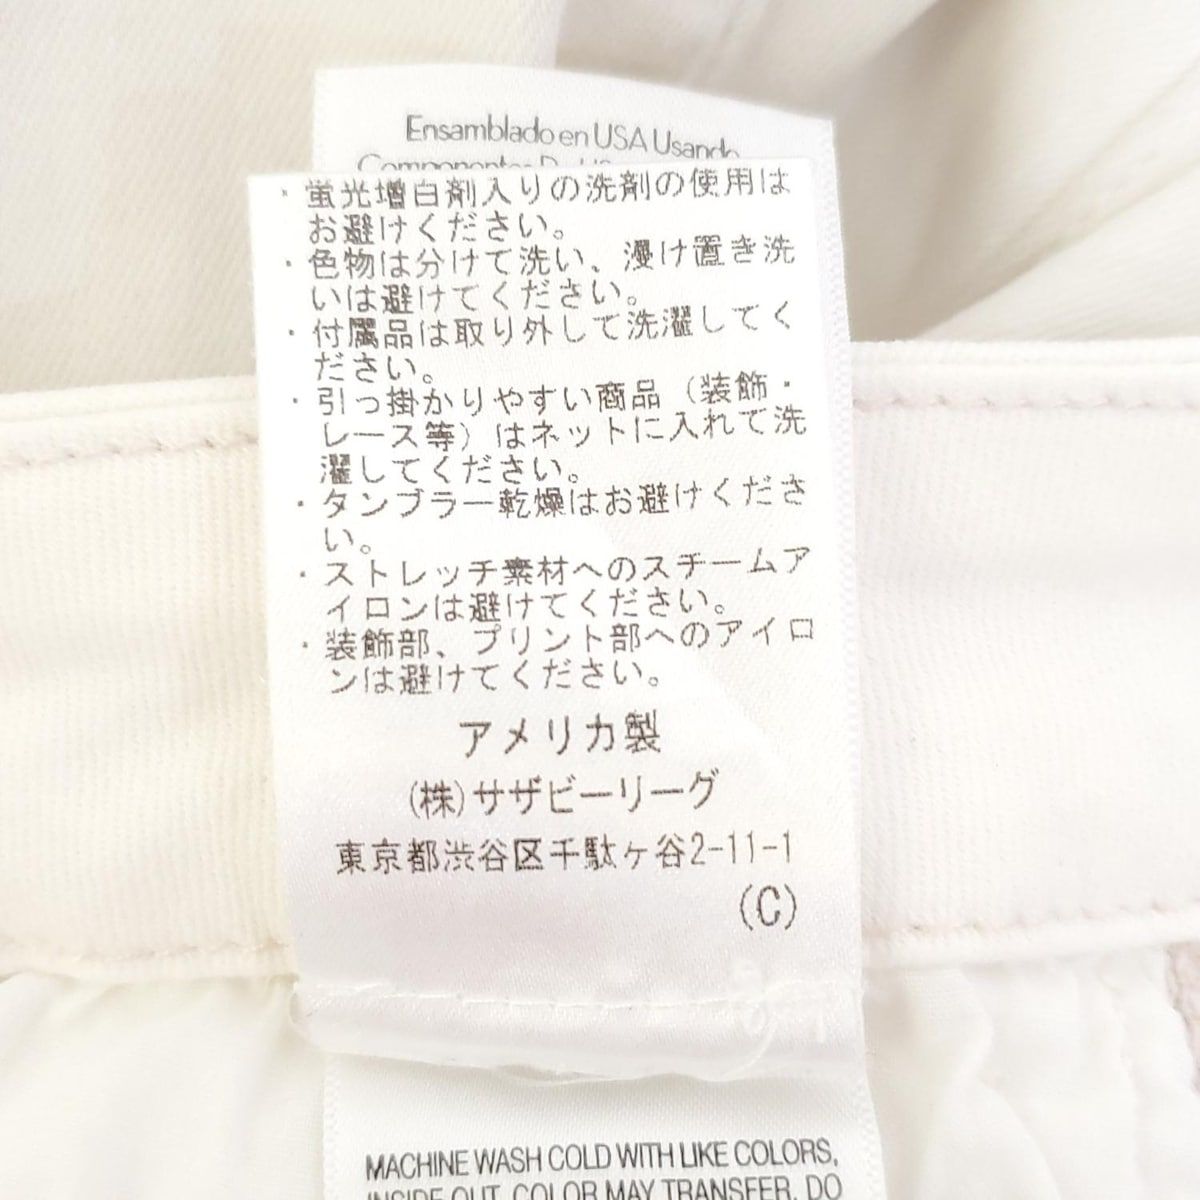 Ensamblado en USA Usando
・蛍光増白剤入りの洗剤の使用は
お避けください。
・色物は分けて洗い、漫け置き洗
いは避けてください。
・付属品は取り外して洗濯してく
ださい。
・引っ掛かりやすい商品（装飾・
レース等）はネットに入れて洗
濯してください。
・タンブラー乾燥はお避けくださ
い。
・ストレッチ素材へのスチームア
イロンは避けてください。
・装飾部、プリント部へのアイロ
ンは避けてください。
アメリカ製
(株)サザビーリーグ
東京都渋谷区千駄ヶ谷2-11-1
(C)
MACHINE WASH COLD WITH LIKE COLORS,
INSIDE OUT. COLOR MAY TRANSFER. DO